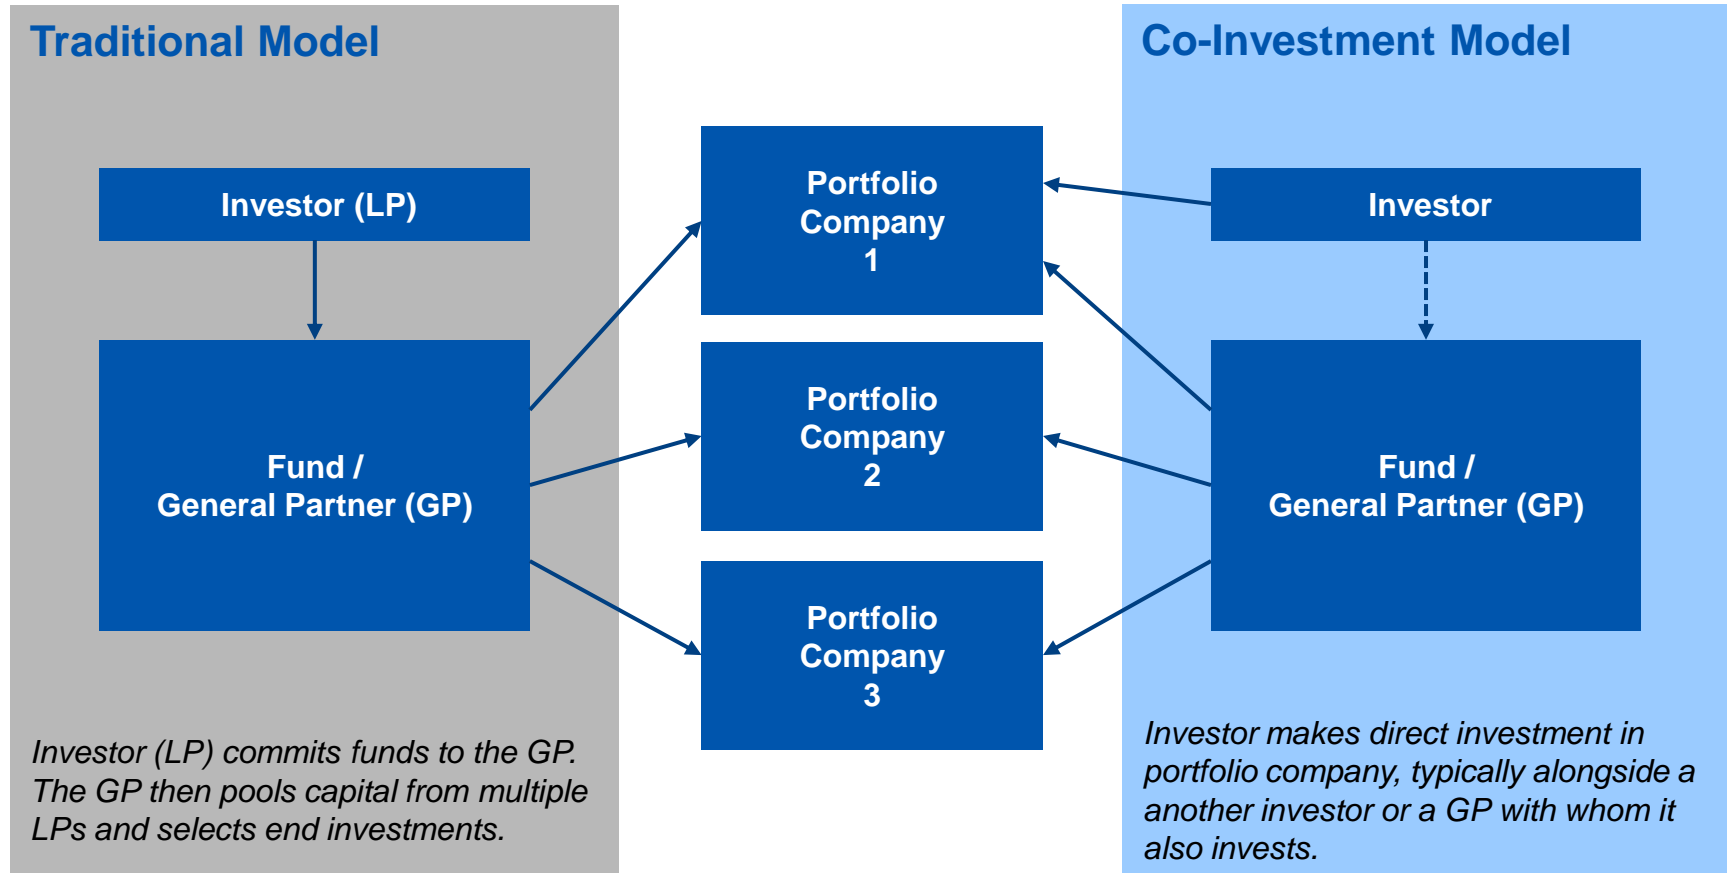 Traditional Model
Investor (LP)
Fund /
General Partner (GP)
Investor (LP) commits funds to the GP.
The GP then pools capital from multiple
LPs and selects end investments.
Portfolio
Company
1
Portfolio
Company
2
Portfolio
Company
3
Co-Investment Model
Investor
Fund /
General Partner (GP)
Investor makes direct investment in
portfolio company, typically alongside a
another investor or a GP with whom it
also invests.